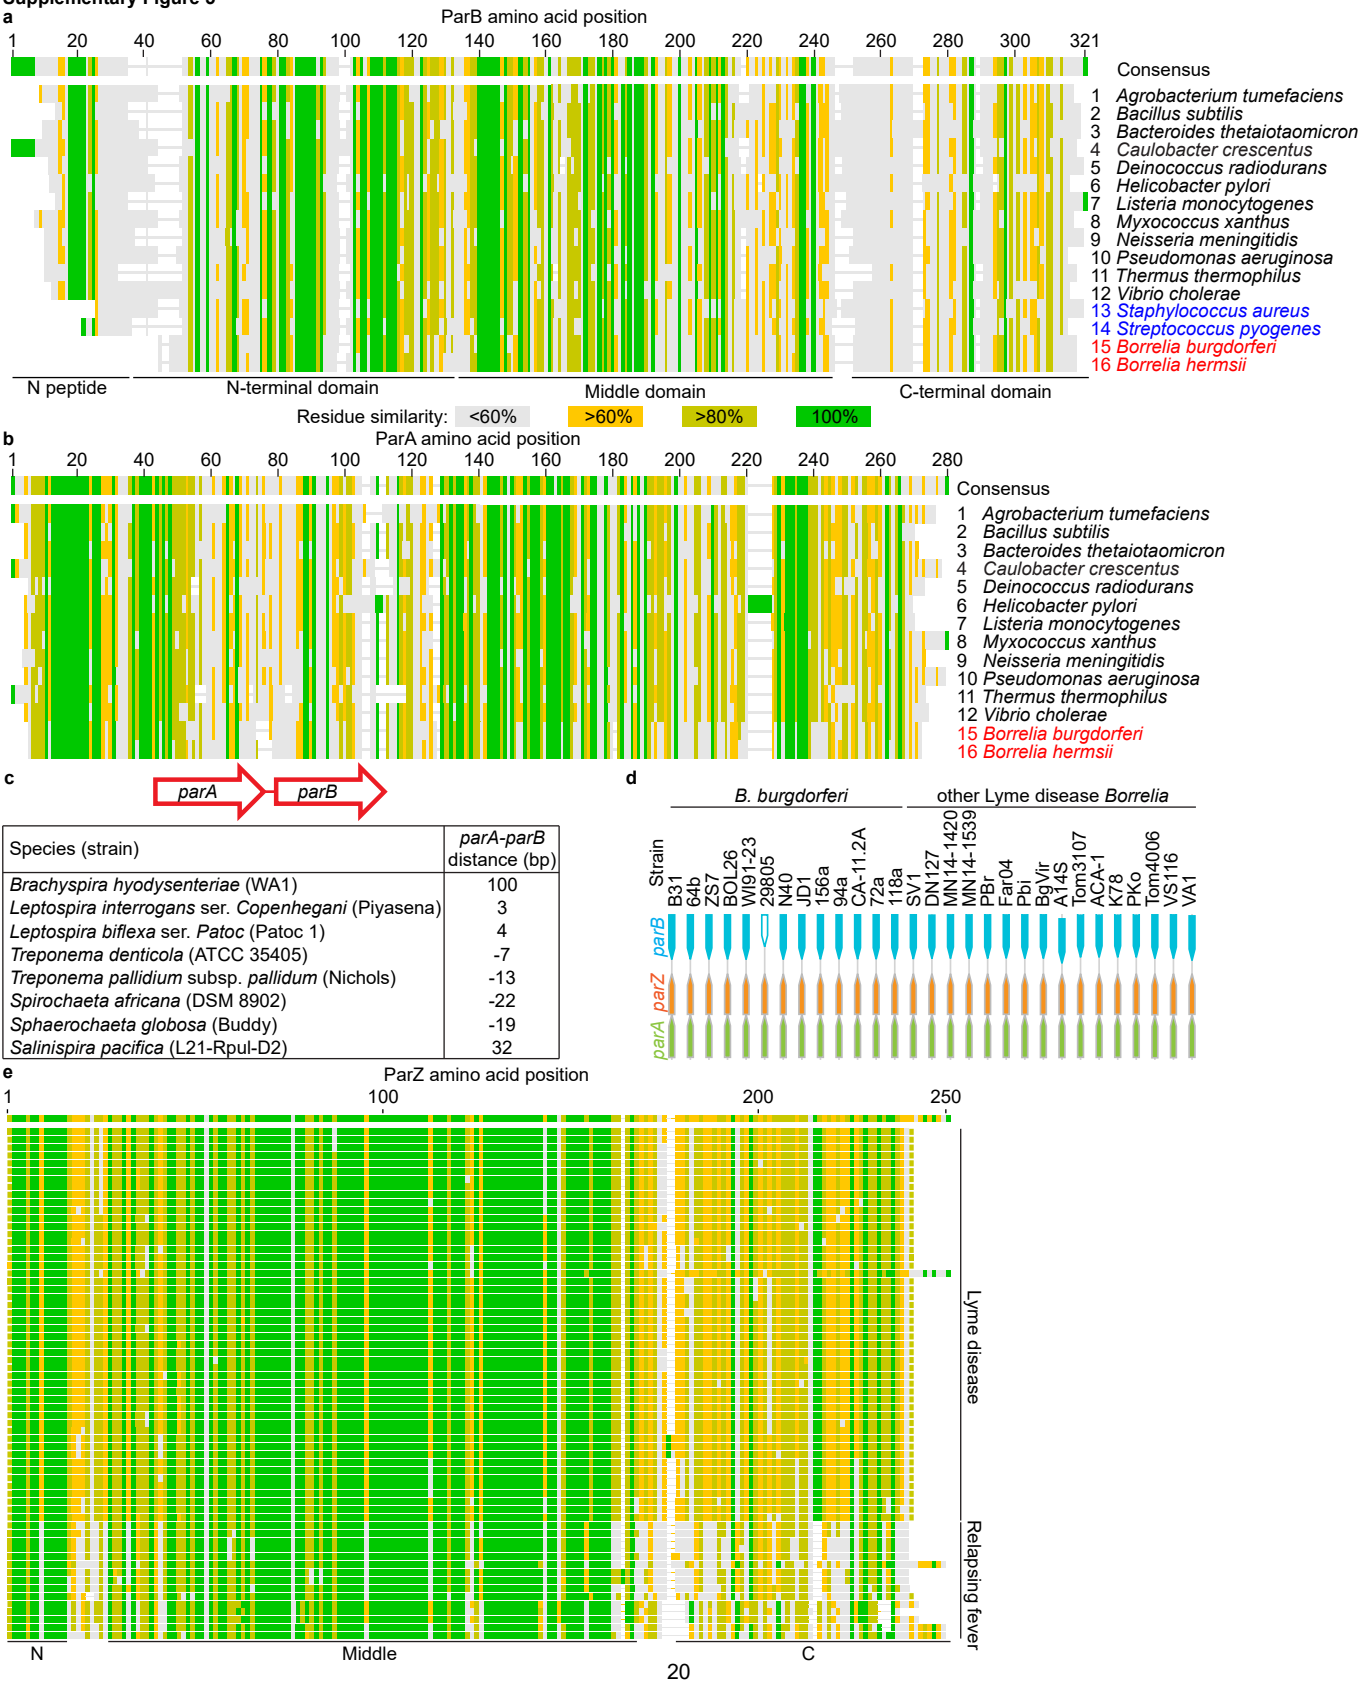 a
ParB amino acid position
1 20 40 60 80 100 120 140 160 180 200 220 240 260 280 300 321
Consensus
1 Agrobacterium tumefaciens
2 Bacillus subtilis
3 Bacteroides thetaiotaomicron
4 Caulobacter crescentus
5 Deinococcus radiodurans
6 Helicobacter pylori
7 Listeria monocytogenes
8 Myxococcus xanthus
9 Neisseria meningitidis
10 Pseudomonas aeruginosa
11 Thermus thermophilus
12 Vibrio cholerae
13 Staphylococcus aureus
14 Streptococcus pyogenes
15 Borrelia burgdorferi
16 Borrelia hermsii
N peptide N-terminal domain Middle domain C-terminal domain
Residue similarity: <60% >60% >80% 100%
b
ParA amino acid position
1 20 40 60 80 100 120 140 160 180 200 220 240 260 280
Consensus
1 Agrobacterium tumefaciens
2 Bacillus subtilis
3 Bacteroides thetaiotaomicron
4 Caulobacter crescentus
5 Deinococcus radiodurans
6 Helicobacter pylori
7 Listeria monocytogenes
8 Myxococcus xanthus
9 Neisseria meningitidis
10 Pseudomonas aeruginosa
11 Thermus thermophilus
12 Vibrio cholerae
15 Borrelia burgdorferi
16 Borrelia hermsii
c
parA parB
Species (strain) parA-parB distance (bp)
Brachyspira hyodysenteriae (WA1) 100
Leptospira interrogans ser. Copenhegani (Piyasena) 3
Leptospira biflexa ser. Patoc (Patoc 1) 4
Treponema denticola (ATCC 35405) -7
Treponema pallidium subsp. pallidum (Nichols) -13
Spirochaeta africana (DSM 8902) -22
Sphaerochaeta globosa (Buddy) -19
Salinispira pacifica (L21-Rpul-D2) 32
d
B. burgdorferi other Lyme disease Borrelia
Strain
B31
64b
ZS7
BOL26
WI91-23
29805
N40
JD1
156a
94a
CA-11.2A
72a
118a
SV1
DN127
MN14-1420
MN14-1539
PBr
Far04
Pbi
BgVir
A14S
Tom3107
ACA-1
K78
PKo
Tom4006
VS116
VA1
parB
parZ
parA
e
ParZ amino acid position
1 100 200 250
Lyme disease
Relapsing fever
N Middle C
20